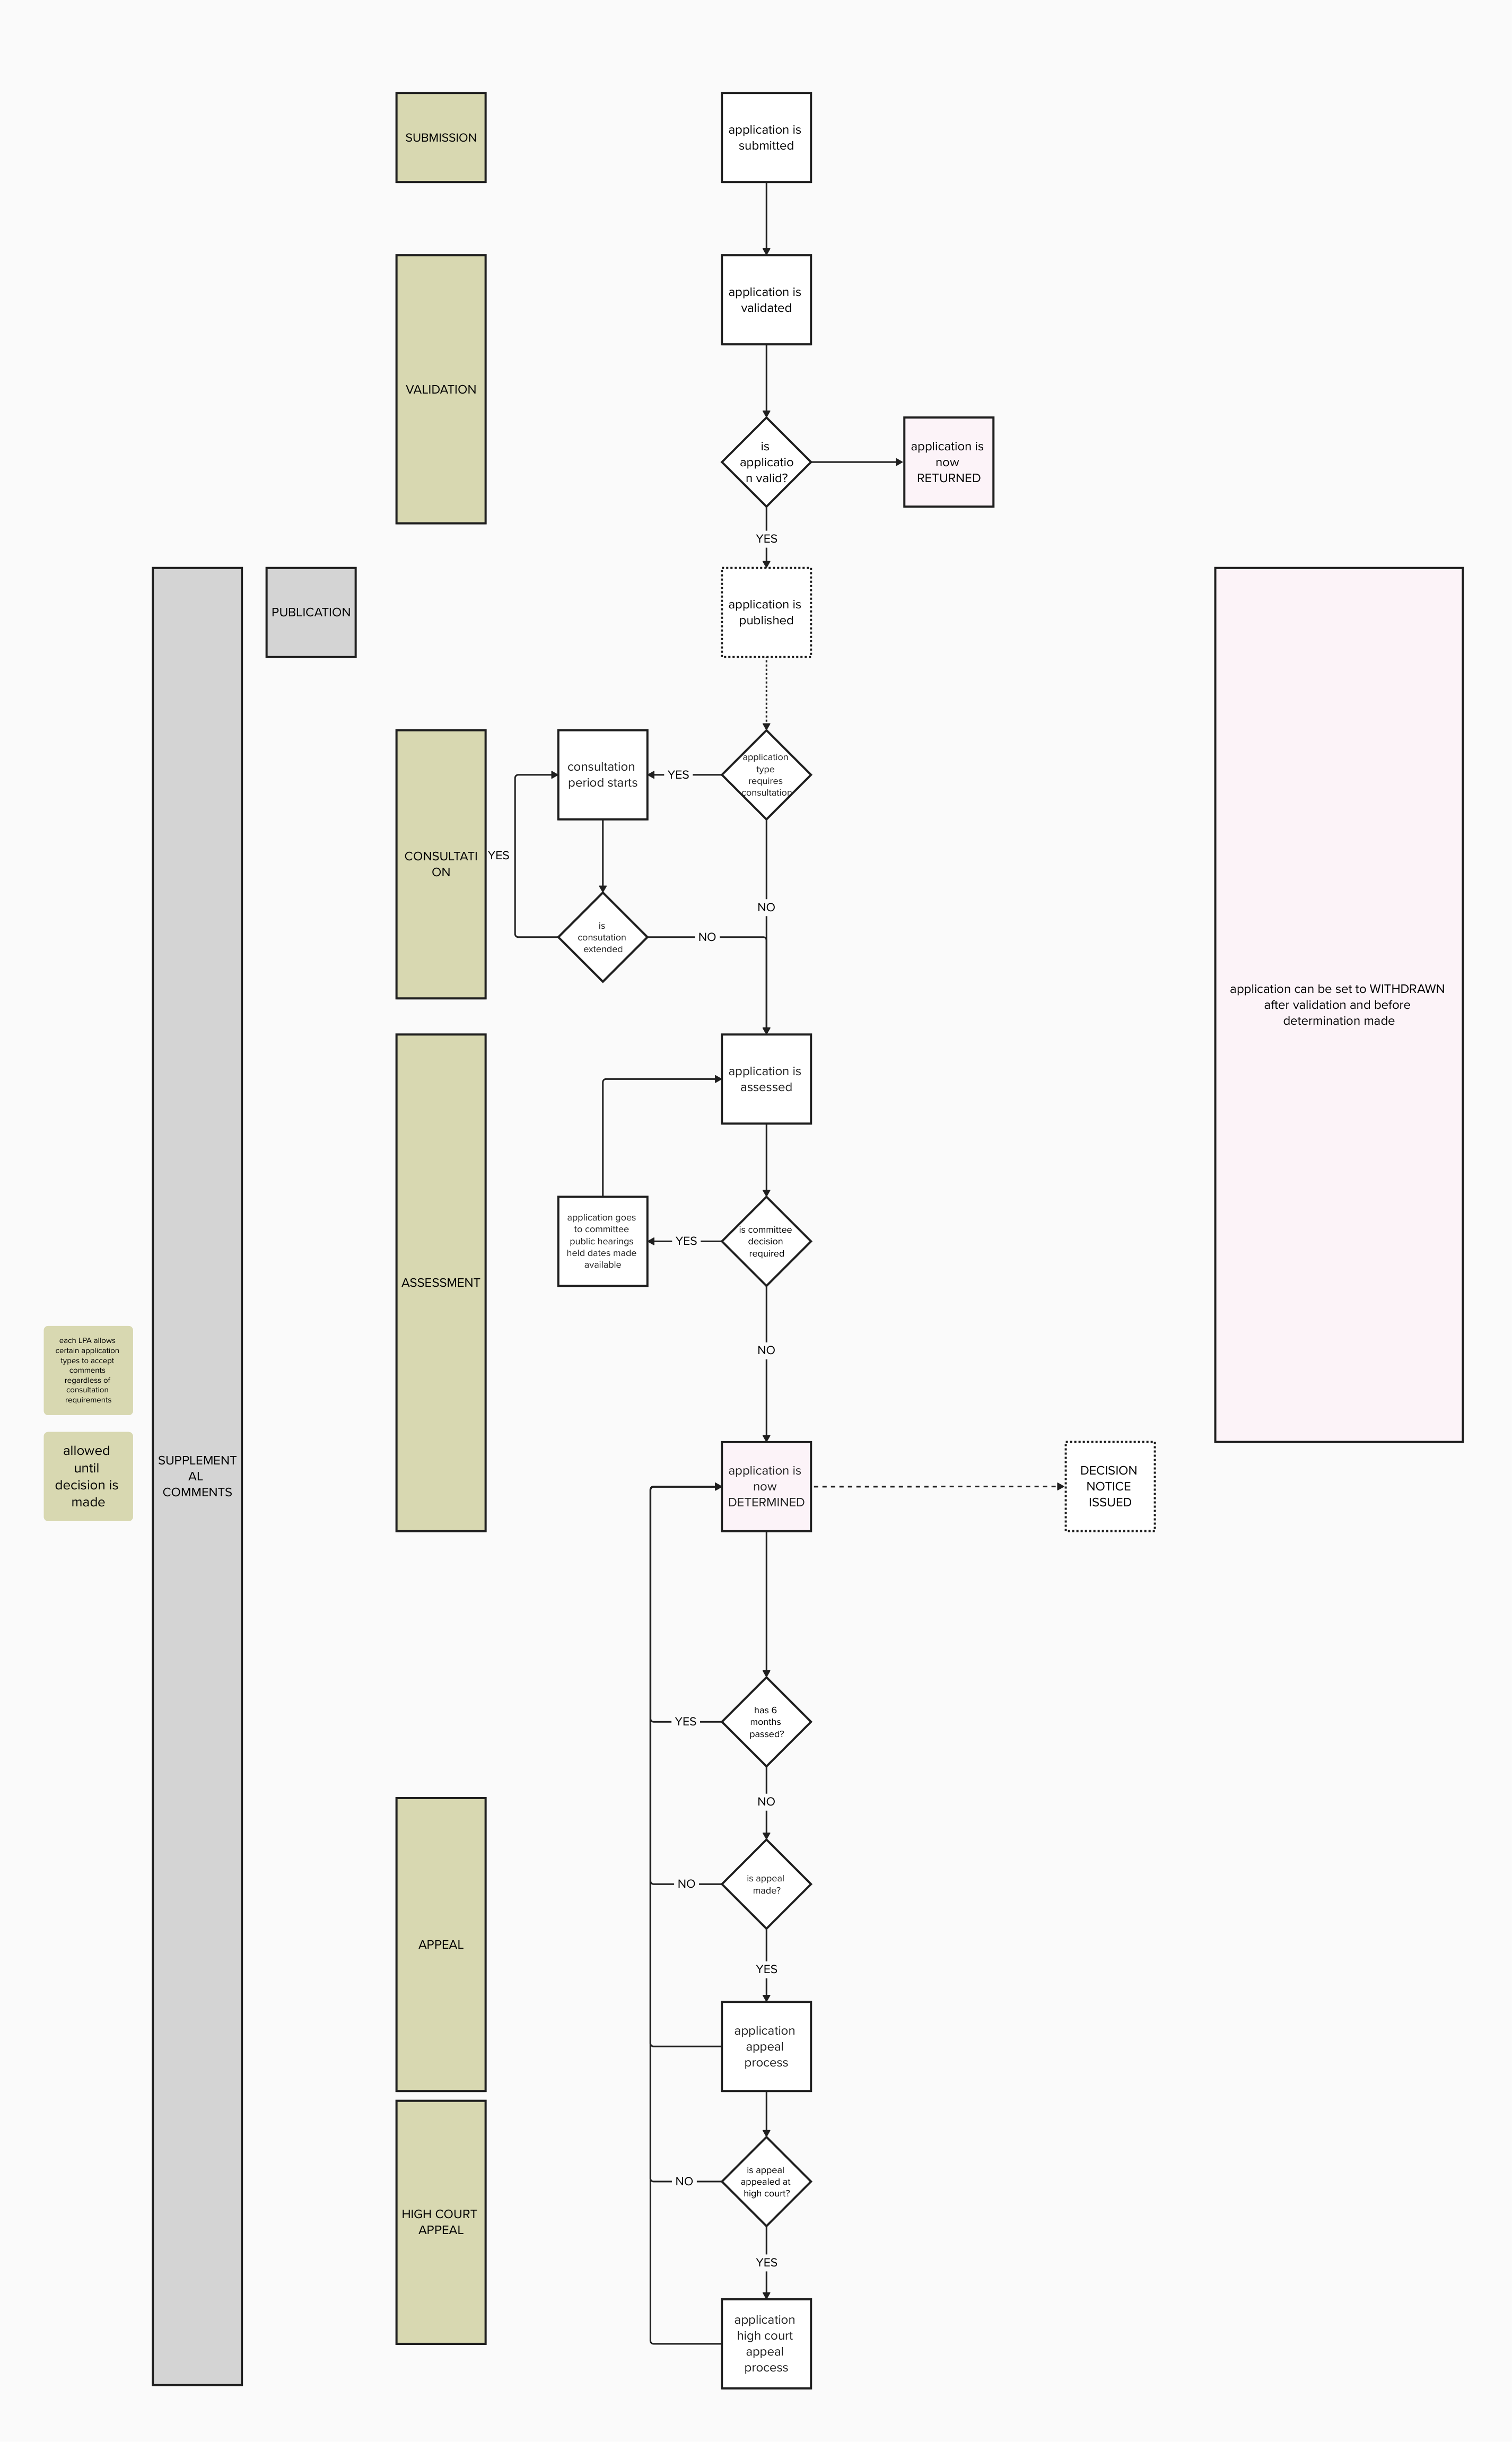 SUBMISSION
application is
submitted
VALIDATION
application is
validated
is
applicatio
n valid?
application is
now
RETURNED
YES
PUBLICATION
application is
published
CONSULTATI
ON
consultation
period starts
YES
application
type
requires
consultation
YES
is
consutation
extended
NO
NO
application can be set to WITHDRAWN
after validation and before
determination made
ASSESSMENT
application is
assessed
application goes
to committee
public hearings
held dates made
available
YES
is committee
decision
required
NO
each LPA allows
certain application
types to accept
comments
regardless of
consultation
requirements
allowed
until
decision is
made
SUPPLEMENT
AL
COMMENTS
application is
now
DETERMINED
DECISION
NOTICE
ISSUED
has 6
months
passed?
YES
NO
APPEAL
is appeal
made?
NO
YES
application
appeal
process
HIGH COURT
APPEAL
is appeal
appealed at
high court?
NO
YES
application
high court
appeal
process